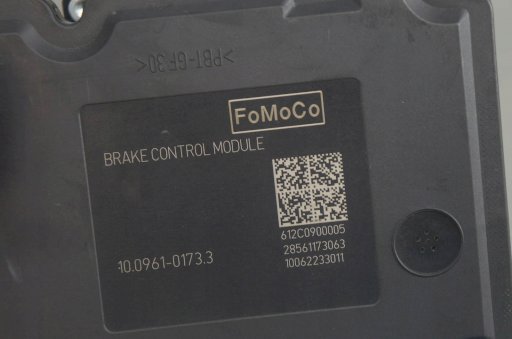 >PBT-GF30<
FoMoCo
BRAKE CONTROL MODULE
612C0900005
28561173063
10062233011
10.0961-0173.3